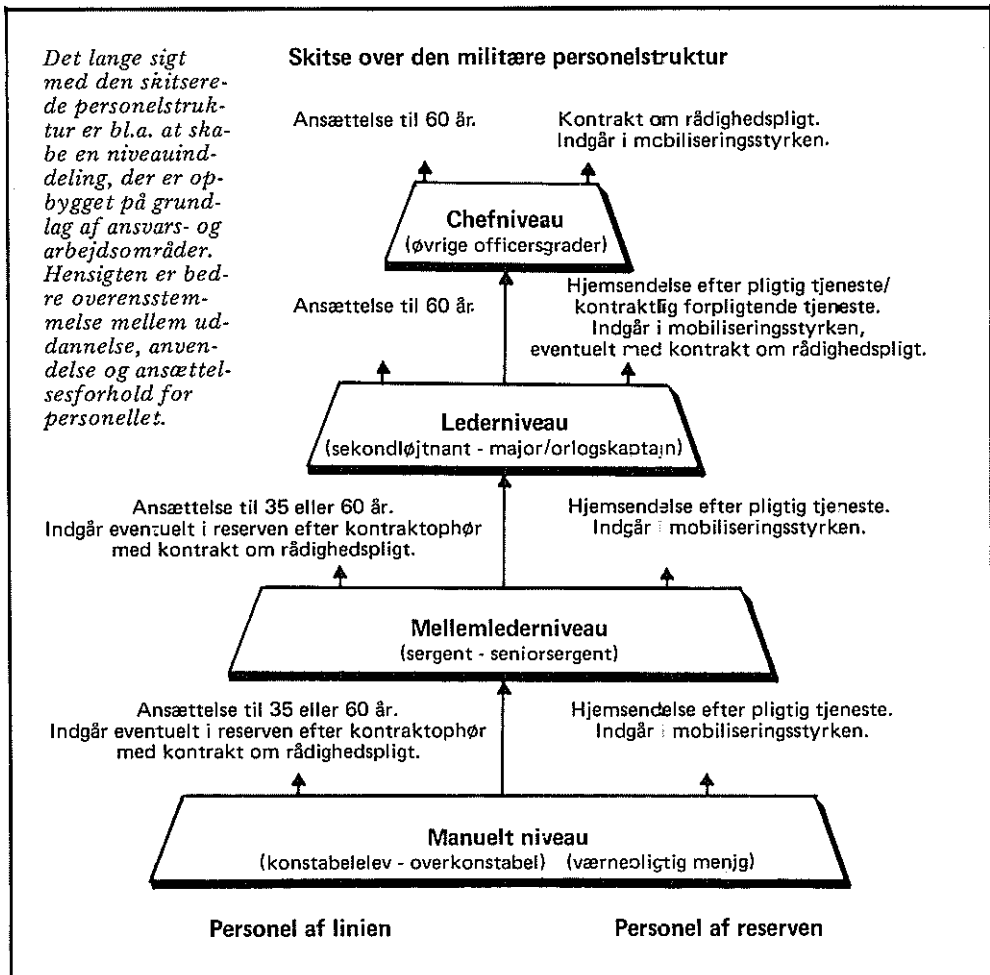 Det lange sigt
med den skitsere-
de personelstruk-
tur er bl.a. at ska-
be en niveauind-
deling, der er op-
bygget på grund-
lag af ansvars- og
arbejdsområder.
Hensigten er bed-
re overensstem-
melse mellem ud-
dannelse, anven-
delse og ansættel-
sesforhold for
personellet.
Skitse over den militære personelstruktur
Ansættelse til 60 år.
Kontrakt om rådighedspligt.
Indgår i mobiliseringsstyrken.
Chefniveau
(øvrige officersgrader)
Ansættelse til 60 år.
Hjemsendelse efter pligtig tjeneste/
kontraktlig forpligtende tjeneste.
Indgår i mobiliseringsstyrken,
eventuelt med kontrakt om rådighedspligt.
Lederniveau
(sekondløjtnant - major/orlogskaptajn)
Ansættelse til 35 eller 60 år.
Indgår eventuelt i reserven efter kontraktophør
med kontrakt om rådighedspligt.
Hjemsendelse efter pligtig tjeneste.
Indgår i mobiliseringsstyrken.
Mellemlederniveau
(sergent - seniorsergent)
Ansættelse til 35 eller 60 år.
Indgår eventuelt i reserven efter kontraktophør
med kontrakt om rådighedspligt.
Hjemsendelse efter pligtig tjeneste.
Indgår i mobiliseringsstyrken.
Manuelt niveau
(konstabelelev - overkonstabel) (værnepligtig menig)
Personel af linien
Personel af reserven